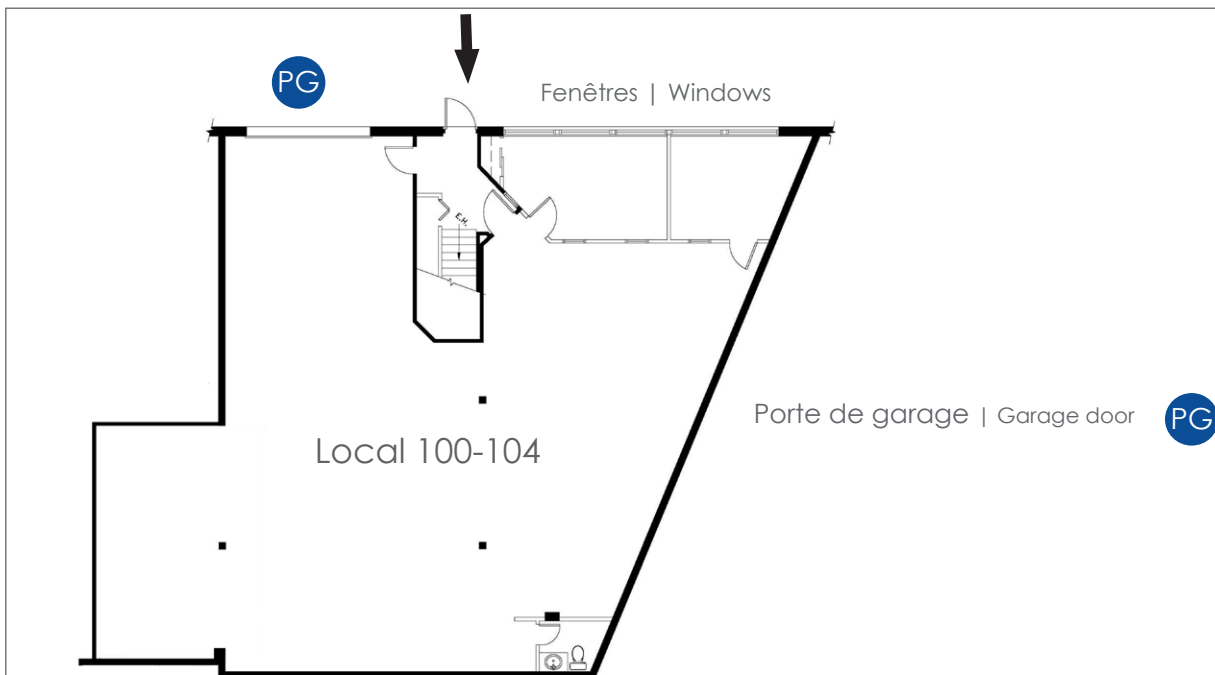 PG
Fenêtres | Windows
E.H.
Porte de garage | Garage door PG
Local 100-104